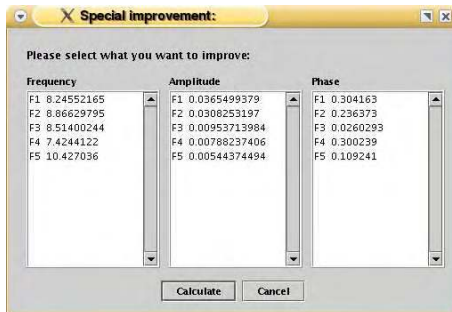 Special improvement:
Please select what you want to improve:
Frequency
F1 8.24552165
F2 8.86629795
F3 8.51400244
F4 7.4244112
F5 10.427036
Amplitude
F1 0.0365499379
F2 0.0308253197
F3 0.00953713984
F4 0.00788237406
F5 0.00544374494
Phase
F1 0.304163
F2 0.236373
F3 0.0260293
F4 0.300239
F5 0.109241
Calculate
Cancel